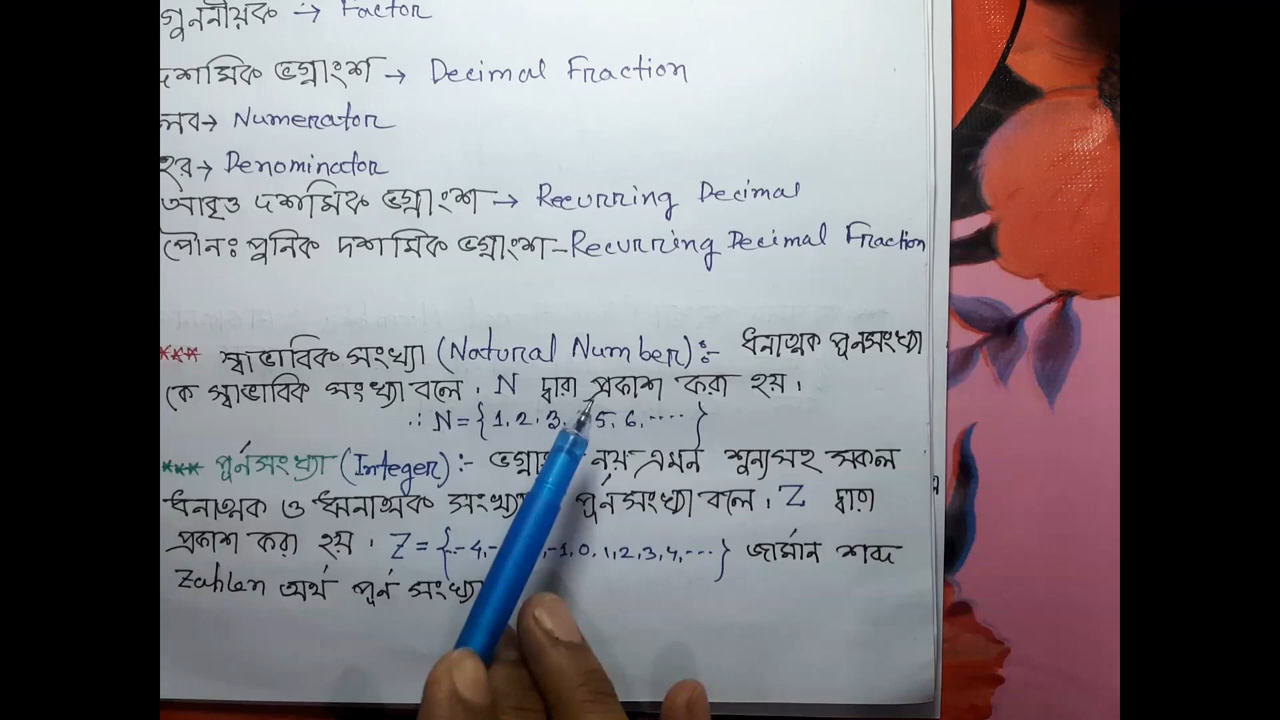 গুননীয়ক → Factor
দশমিক ভগ্নাংশ → Decimal Fraction
লব → Numerator
হর → Denominator
আবৃত্ত দশমিক ভগ্নাংশ → Recurring Decimal
পৌনঃপুনিক দশমিক ভগ্নাংশ - Recurring Decimal Fraction
*** স্বাভাবিক সংখ্যা (Natural Number) :- ধনাত্মক পূনসংখ্যা
কে স্বাভাবিক সংখ্যা বলে । N দ্বারা প্রকাশ করা হয় ।
∴ N = {1, 2, 3, 5, 6, ····}
*** পূর্নসংখ্যা (Integer) :- নয় এমন শূন্যসহ সকল
ধনাত্মক ও ঋনাত্মক পূর্নসংখ্যা বলে । Z দ্বারা
প্রকাশ করা হয় । Z = {-4, -1, 0, 1, 2, 3, 4, ···} জার্মান শব্দ
Zahlen অর্থ পূর্ন সংখ্যা